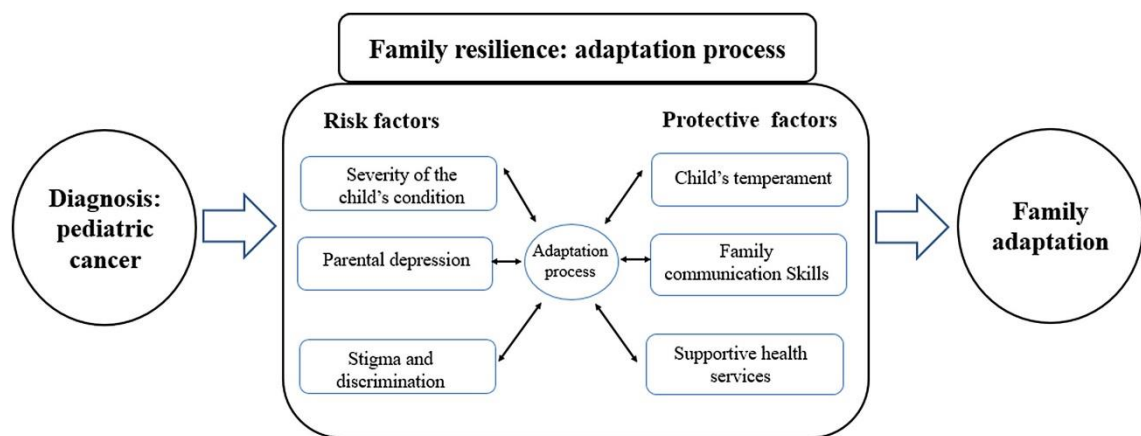 Family resilience: adaptation process
Diagnosis:
pediatric
cancer
Risk factors
Severity of the
child's condition
Parental depression
Stigma and
discrimination
Adaptation
process
Protective factors
Child's temperament
Family
communication Skills
Supportive health
services
Family
adaptation